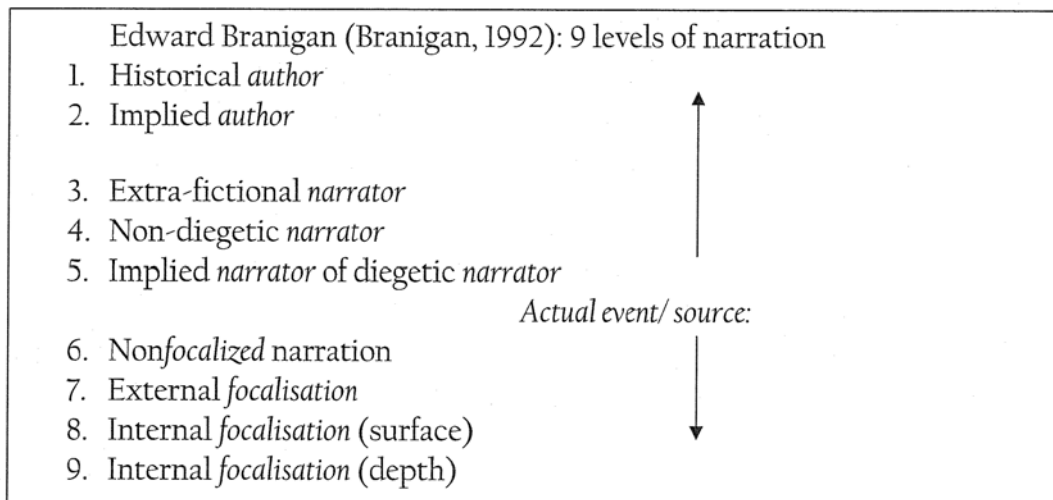 Edward Branigan (Branigan, 1992): 9 levels of narration
1. Historical author
2. Implied author
3. Extra-fictional narrator
4. Non-diegetic narrator
5. Implied narrator of diegetic narrator
Actual event/ source:
6. Nonfocalized narration
7. External focalisation
8. Internal focalisation (surface)
9. Internal focalisation (depth)